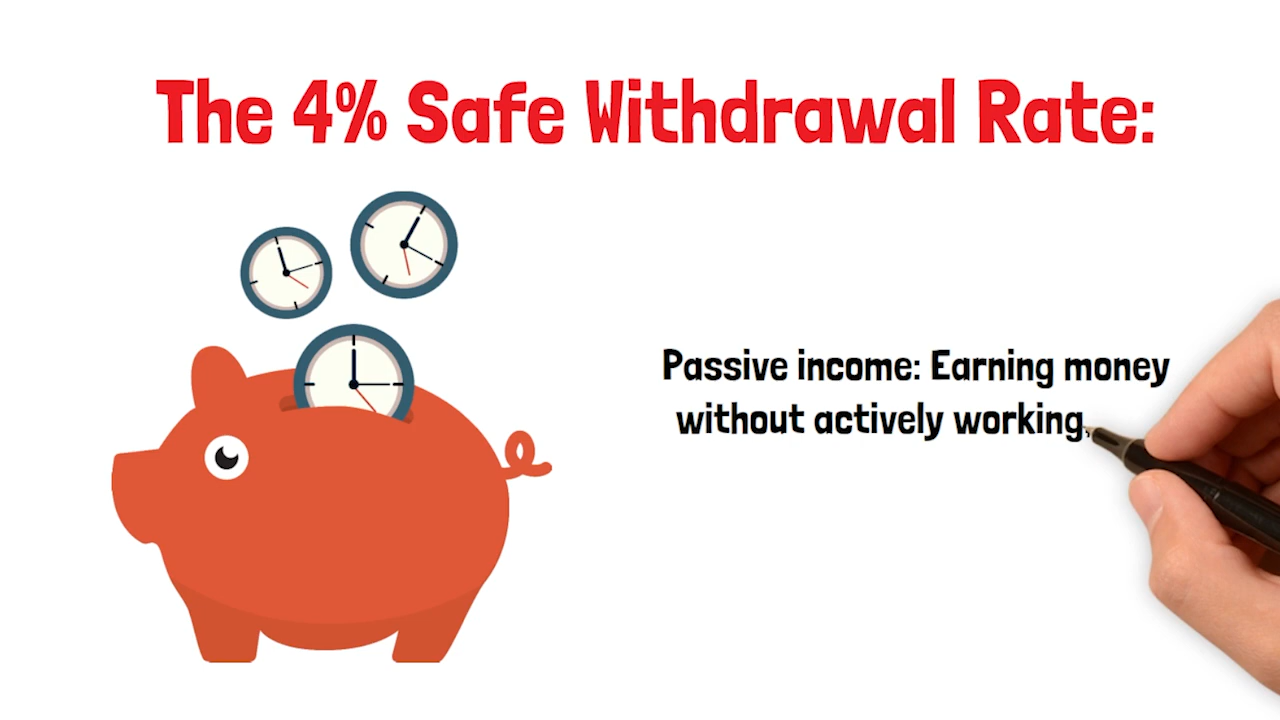 The 4% Safe Withdrawal Rate:
Passive income: Earning money
without actively working.